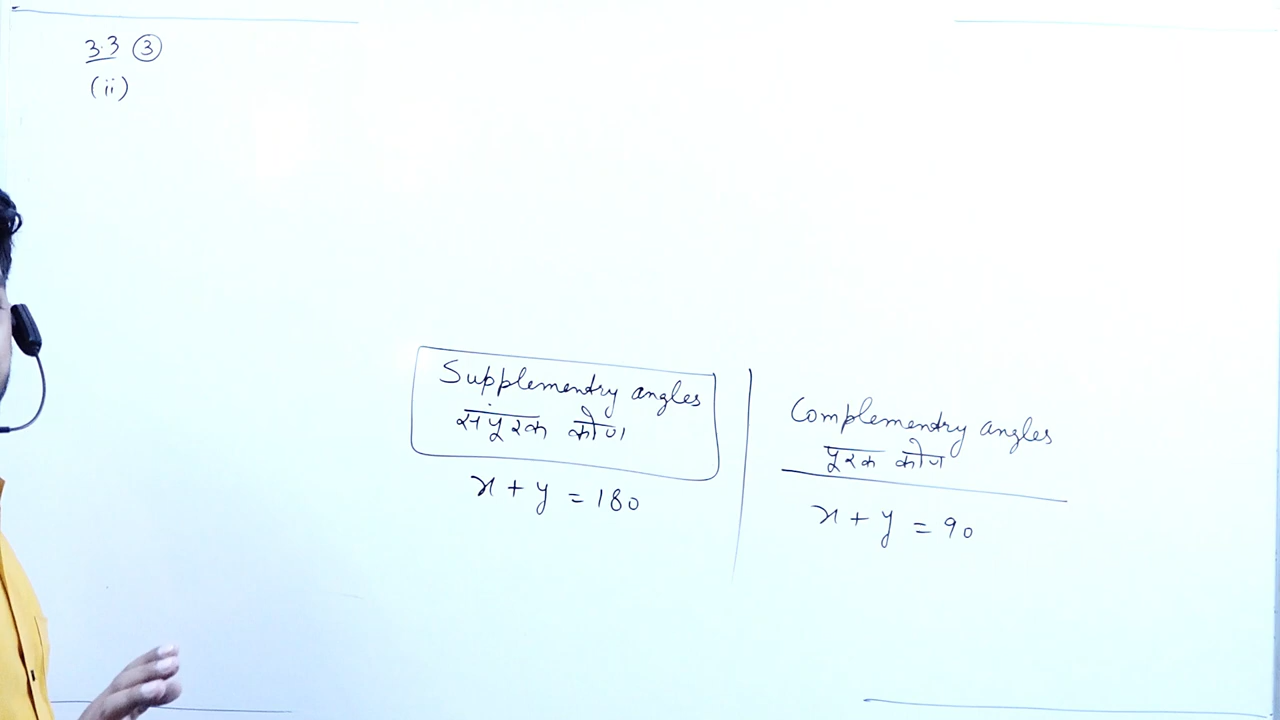 3.3 ③
(ii)
Supplementry angles
संपूरक कोण
x + y = 180
Complementry angles
पूरक कोण
x + y = 90